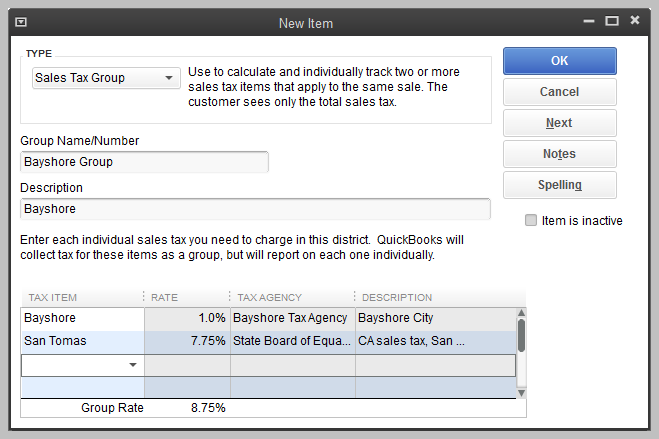 New Item
TYPE
Sales Tax Group
Use to calculate and individually track two or more
sales tax items that apply to the same sale. The
customer sees only the total sales tax.
OK
Cancel
Next
Notes
Spelling
Item is inactive
Group Name/Number
Bayshore Group
Description
Bayshore
Enter each individual sales tax you need to charge in this district. QuickBooks will
collect tax for these items as a group, but will report on each one individually.
TAX ITEM RATE TAX AGENCY DESCRIPTION
Bayshore 1.0% Bayshore Tax Agency Bayshore City
San Tomas 7.75% State Board of Equa... CA sales tax, San ...
Group Rate 8.75%